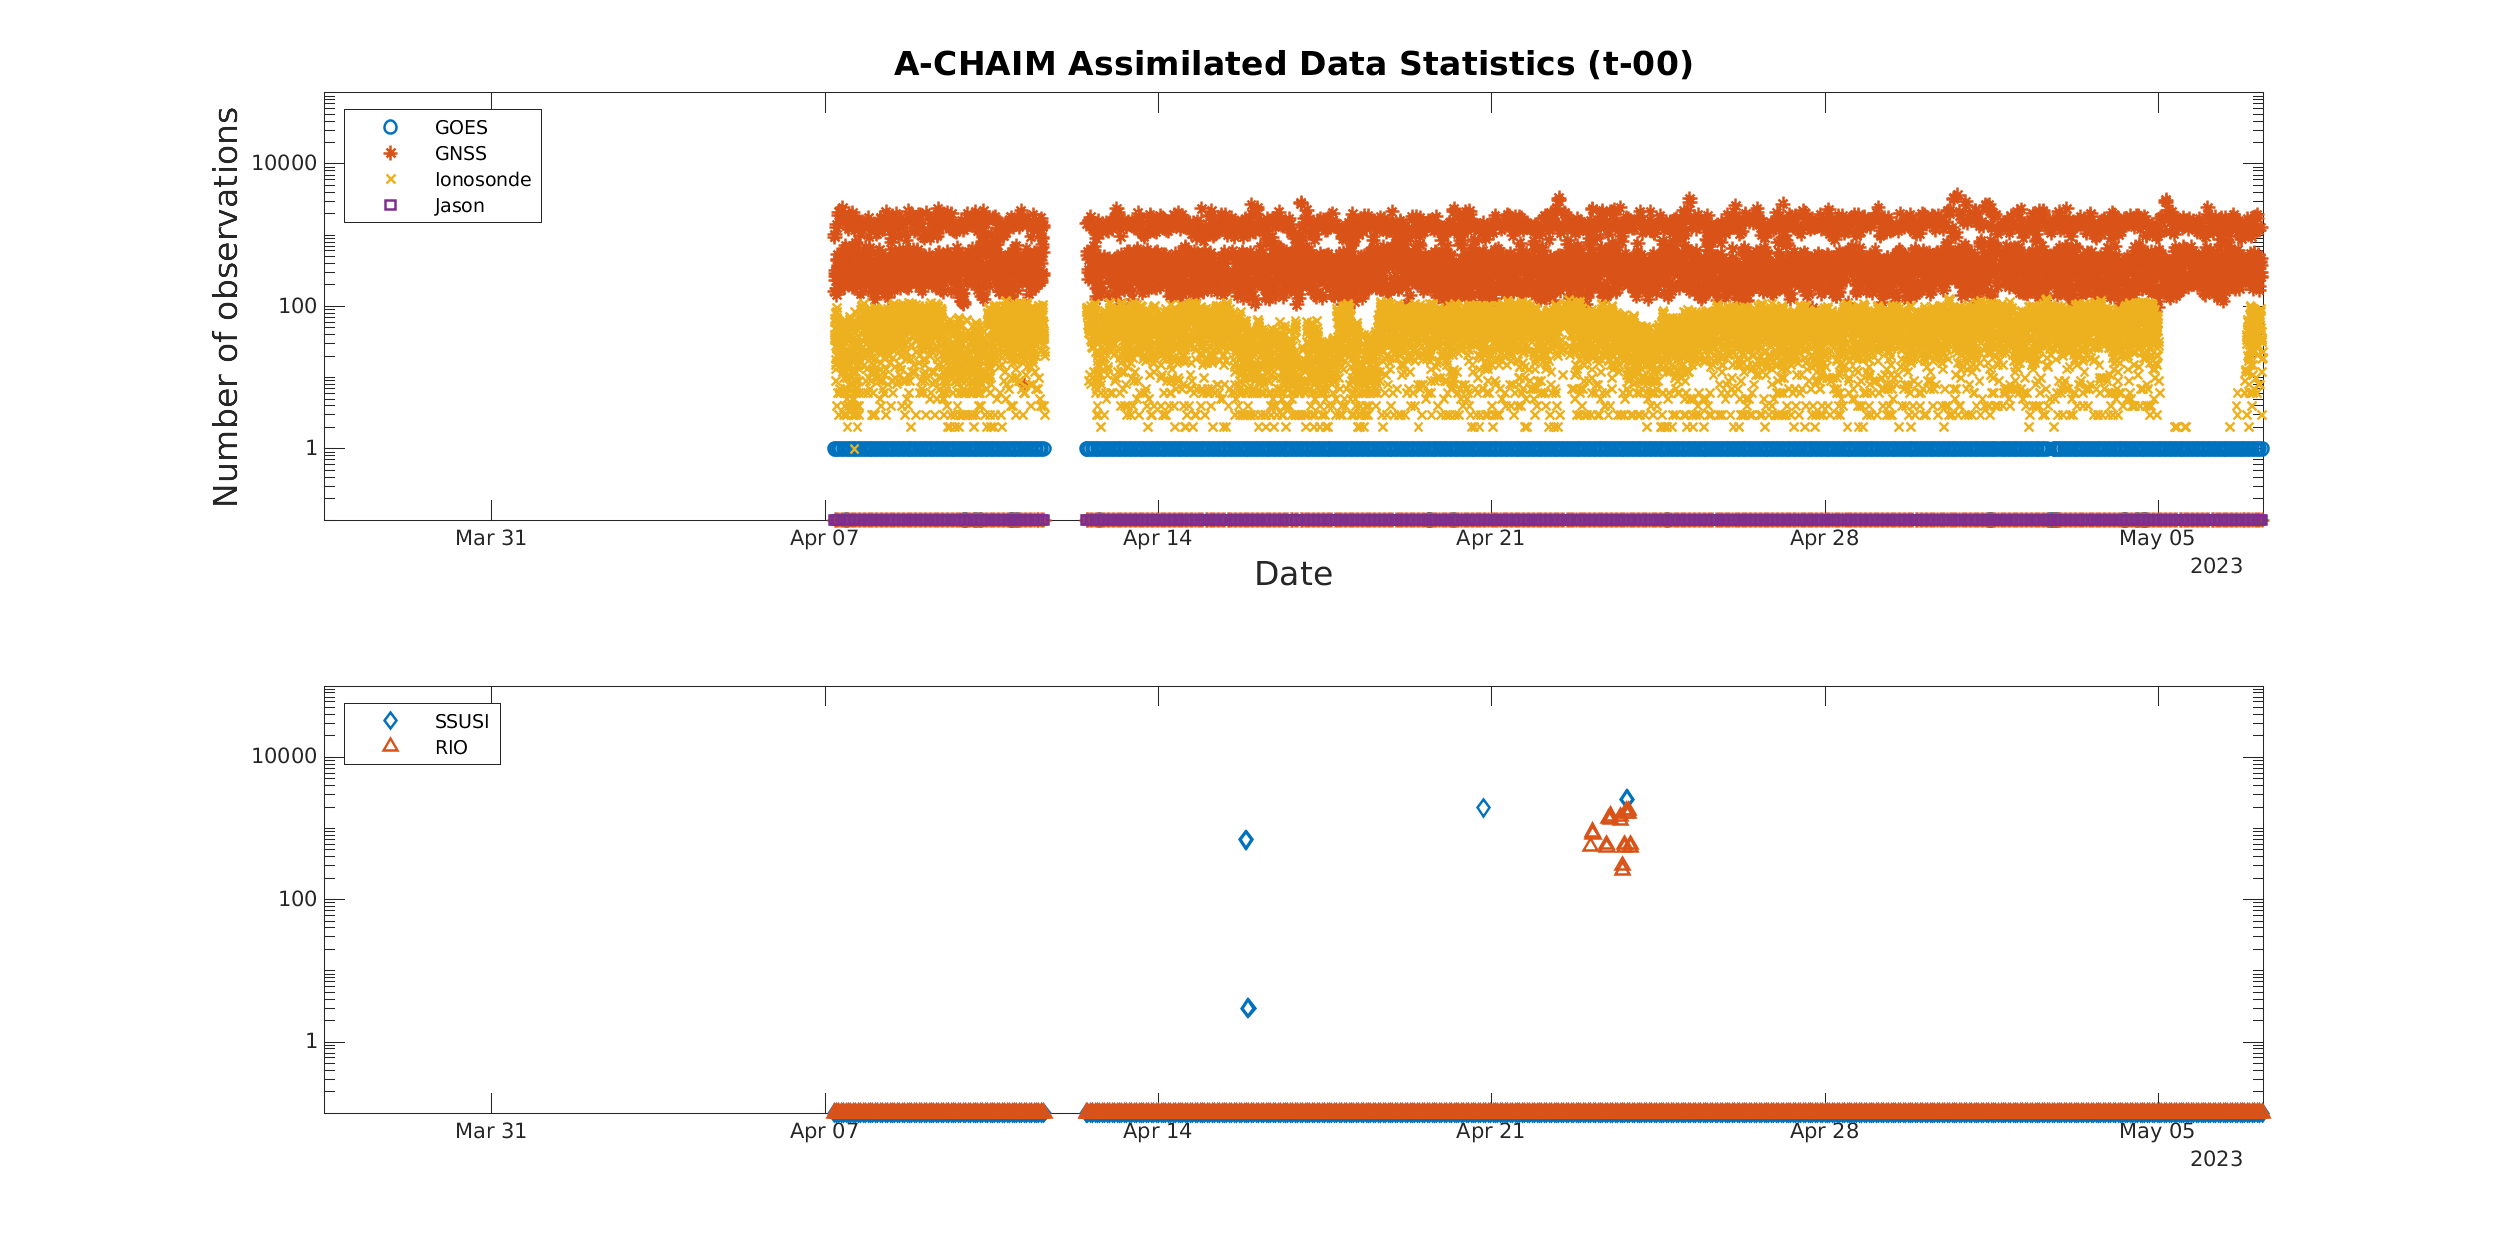 A-CHAIM Assimilated Data Statistics (t-00)
Number of observations
10000
100
1
GOES
GNSS
Ionosonde
Jason
Mar 31
Apr 07
Apr 14
Apr 21
Apr 28
May 05
2023
Date
10000
100
1
SSUSI
RIO
Mar 31
Apr 07
Apr 14
Apr 21
Apr 28
May 05
2023